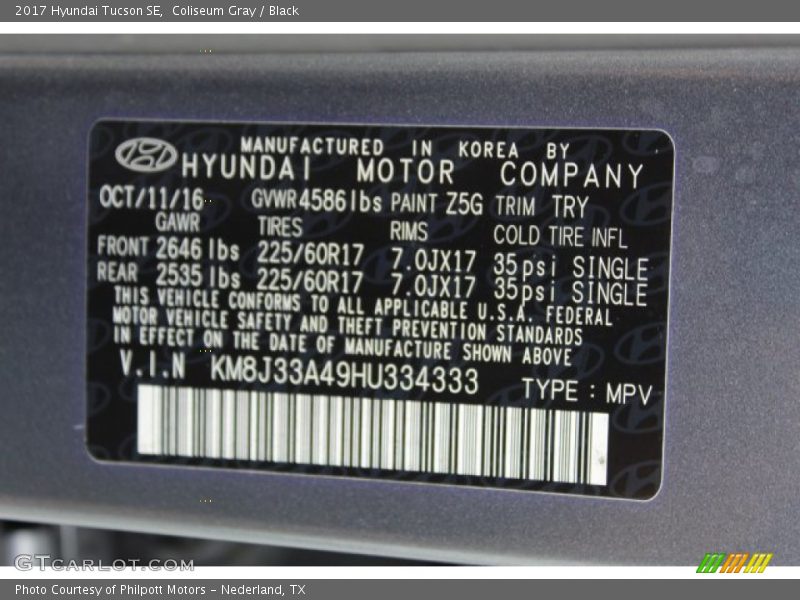 2017 Hyundai Tucson SE, Coliseum Gray / Black
MANUFACTURED IN KOREA BY
HYUNDAI MOTOR COMPANY
OCT/11/16 GVWR 4586 lbs PAINT Z5G TRIM TRY
GAWR TIRES RIMS COLD TIRE INFL
FRONT 2646 lbs 225/60R17 7.0JX17 35psi SINGLE
REAR 2535 lbs 225/60R17 7.0JX17 35psi SINGLE
THIS VEHICLE CONFORMS TO ALL APPLICABLE U.S.A. FEDERAL
MOTOR VEHICLE SAFETY AND THEFT PREVENTION STANDARDS
IN EFFECT ON THE DATE OF MANUFACTURE SHOWN ABOVE
V.I.N KM8J33A49HU334333 TYPE : MPV
GTCARLOT.COM
Photo Courtesy of Philpott Motors - Nederland, TX